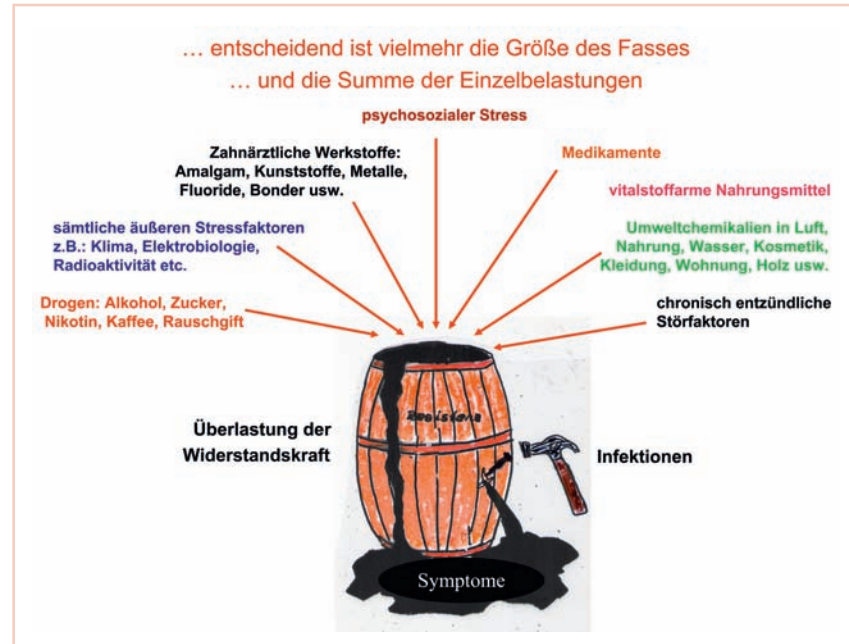 ... entscheidend ist vielmehr die Größe des Fasses
... und die Summe der Einzelbelastungen
psychosozialer Stress
Zahnärztliche Werkstoffe:
Amalgam, Kunststoffe, Metalle,
Fluoride, Bonder usw.
Medikamente
vitalstoffarme Nahrungsmittel
sämtliche äußeren Stressfaktoren
z.B.: Klima, Elektrobiologie,
Radioaktivität etc.
Umweltchemikalien in Luft,
Nahrung, Wasser, Kosmetik,
Kleidung, Wohnung, Holz usw.
Drogen: Alkohol, Zucker,
Nikotin, Kaffee, Rauschgift
chronisch entzündliche
Störfaktoren
Überlastung der
Widerstandskraft
Infektionen
Symptome